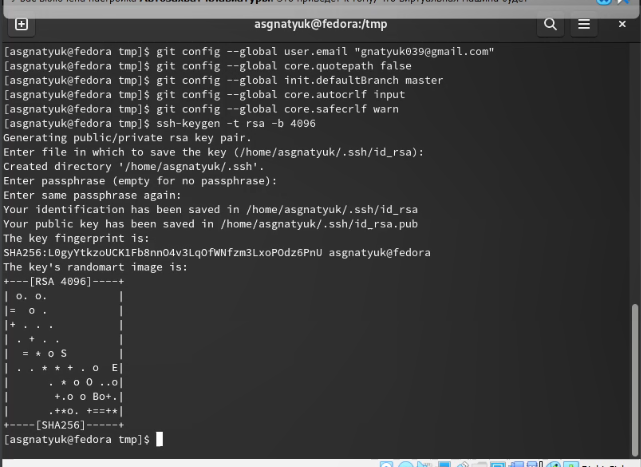 asgnatyuk@fedora:/tmp
[asgnatyuk@fedora tmp]$ git config --global user.email "gnatyuk039@gmail.com"
[asgnatyuk@fedora tmp]$ git config --global core.quotepath false
[asgnatyuk@fedora tmp]$ git config --global init.defaultBranch master
[asgnatyuk@fedora tmp]$ git config --global core.autocrlf input
[asgnatyuk@fedora tmp]$ git config --global core.safecrlf warn
[asgnatyuk@fedora tmp]$ ssh-keygen -t rsa -b 4096
Generating public/private rsa key pair.
Enter file in which to save the key (/home/asgnatyuk/.ssh/id_rsa):
Created directory '/home/asgnatyuk/.ssh'.
Enter passphrase (empty for no passphrase):
Enter same passphrase again:
Your identification has been saved in /home/asgnatyuk/.ssh/id_rsa
Your public key has been saved in /home/asgnatyuk/.ssh/id_rsa.pub
The key fingerprint is:
SHA256:L0gyYtkzoUCK1Fb8nnO4v3LqOfWNfzm3LxoPOdz6PnU asgnatyuk@fedora
The key's randomart image is:
+---[RSA 4096]----+
| o. o.           |
|= o .            |
|+ . . .          |
| . + . .         |
|  = * o S        |
| . . * * + . o  E|
|      . * o O ..o|
|       +.o o Bo+.|
|      .+*o. +==+*|
+----[SHA256]-----+
[asgnatyuk@fedora tmp]$